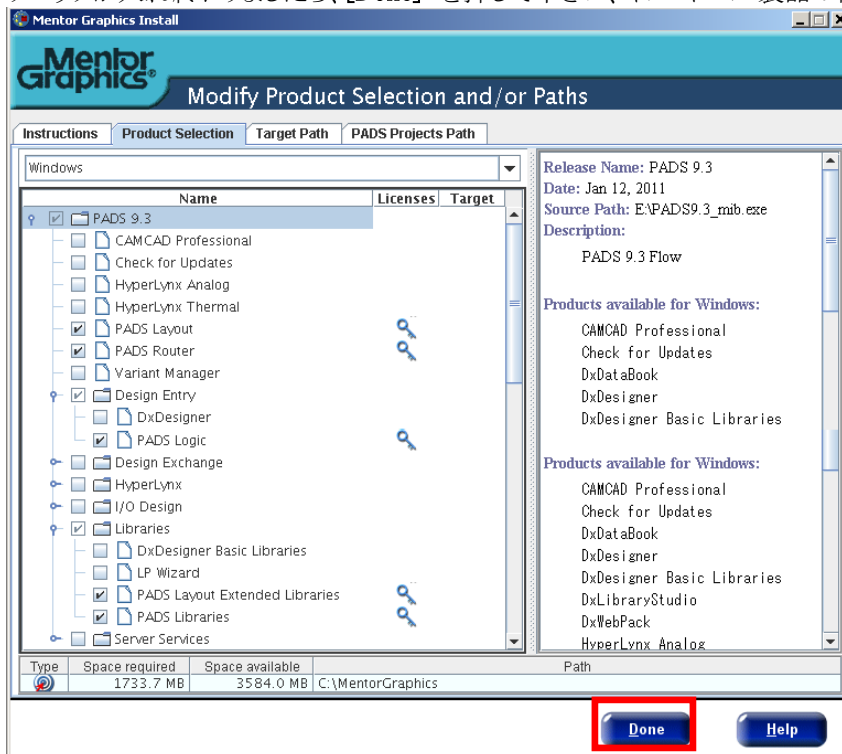 [Done]
Mentor Graphics Install
Mentor
Graphics®
Modify Product Selection and/or Paths
Instructions
Product Selection
Target Path
PADS Projects Path
Windows
Name
Licenses
Target
PADS 9.3
CAMCAD Professional
Check for Updates
HyperLynx Analog
HyperLynx Thermal
PADS Layout
PADS Router
Variant Manager
Design Entry
DxDesigner
PADS Logic
Design Exchange
HyperLynx
I/O Design
Libraries
DxDesigner Basic Libraries
LP Wizard
PADS Layout Extended Libraries
PADS Libraries
Server Services
Release Name: PADS 9.3
Date: Jan 12, 2011
Source Path: E:\PADS9.3_mib.exe
Description:
PADS 9.3 Flow
Products available for Windows:
CAMCAD Professional
Check for Updates
DxDataBook
DxDesigner
DxDesigner Basic Libraries
Products available for Windows:
CAMCAD Professional
Check for Updates
DxDataBook
DxDesigner
DxDesigner Basic Libraries
DxLibraryStudio
DxWebPack
HyperLynx Analog
Type
Space required
Space available
Path
1733.7 MB
3584.0 MB
C:\MentorGraphics
Done
Help